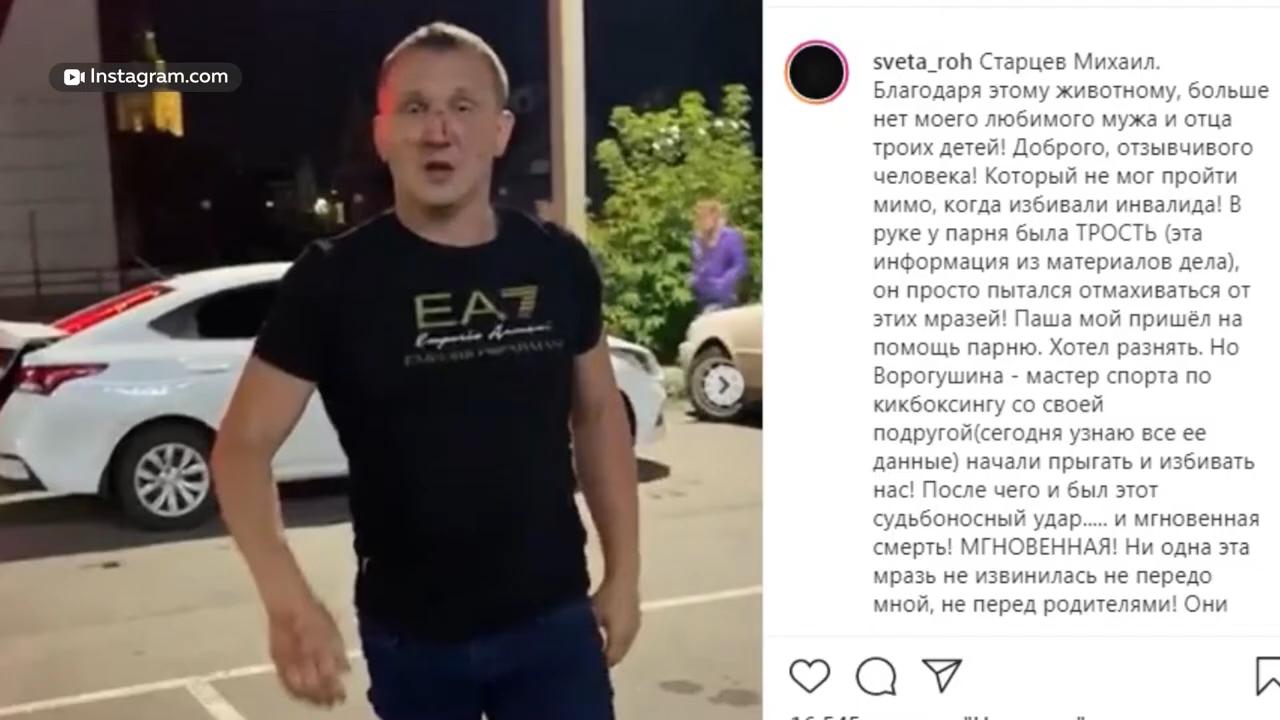 Instagram.com
EA7
Emporio Armani
sveta_roh Старцев Михаил.
Благодаря этому животному, больше
нет моего любимого мужа и отца
троих детей! Доброго, отзывчивого
человека! Который не мог пройти
мимо, когда избивали инвалида! В
руке у парня была ТРОСТЬ (эта
информация из материалов дела),
он просто пытался отмахиваться от
этих мразей! Паша мой пришёл на
помощь парню. Хотел разнять. Но
Ворогушина - мастер спорта по
кикбоксингу со своей
подругой(сегодня узнаю все ее
данные) начали прыгать и избивать
нас! После чего и был этот
судьбоносный удар..... и мгновенная
смерть! МГНОВЕННАЯ! Ни одна эта
мразь не извинилась не передо
мной, не перед родителями! Они